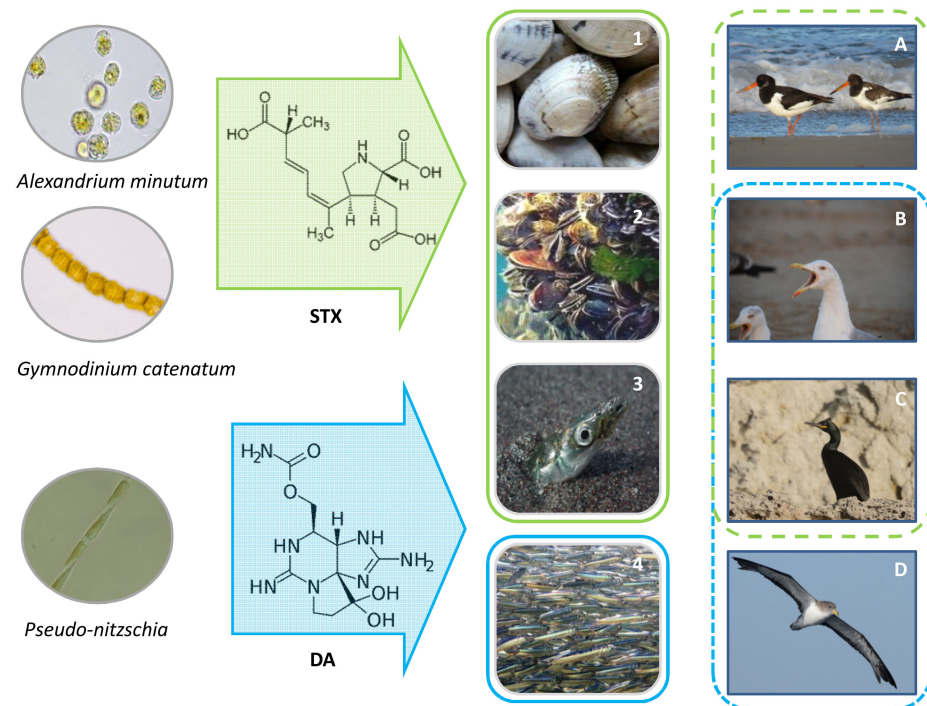 Alexandrium minutum
Gymnodinium catenatum
Pseudo-nitzschia
O
H
HO
CH₃
H
N
O
OH
H
H
H
H₃C
O
OH
STX
H₂N
O
O
H
HN
NH
NH₂
HN
N
N
OH
OH
DA
1
2
3
4
A
B
C
D